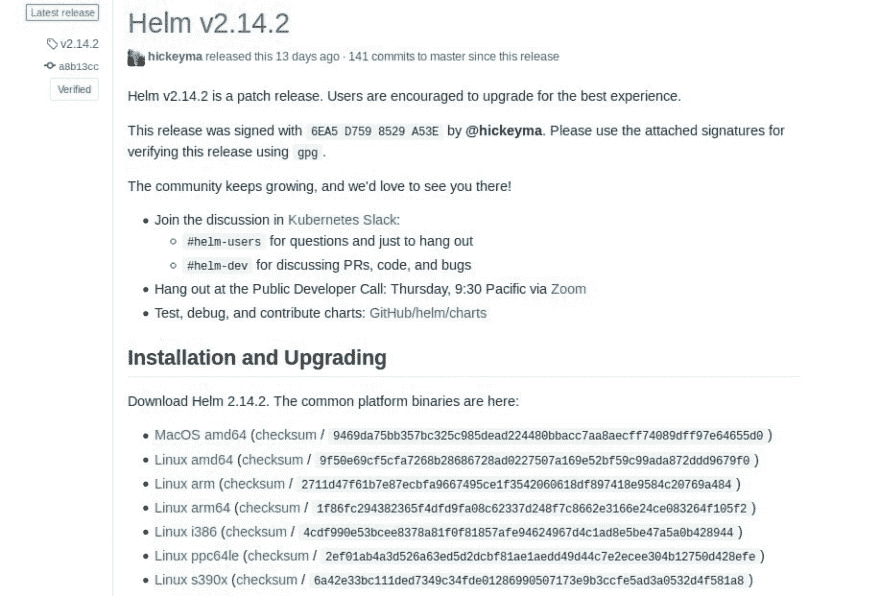 Latest release
v2.14.2
a8b13cc
Verified
Helm v2.14.2
hickeyma released this 13 days ago · 141 commits to master since this release
Helm v2.14.2 is a patch release. Users are encouraged to upgrade for the best experience.
This release was signed with 6EA5 D759 8529 A53E by @hickeyma. Please use the attached signatures for
verifying this release using gpg .
The community keeps growing, and we'd love to see you there!
• Join the discussion in Kubernetes Slack:
○ #helm-users for questions and just to hang out
○ #helm-dev for discussing PRs, code, and bugs
• Hang out at the Public Developer Call: Thursday, 9:30 Pacific via Zoom
• Test, debug, and contribute charts: GitHub/helm/charts
Installation and Upgrading
Download Helm 2.14.2. The common platform binaries are here:
• MacOS amd64 (checksum / 9469da75bb357bc325c985dead224480bbacc7aa8aecff74089dff97e64655d0 )
• Linux amd64 (checksum / 9f50e69cf5cfa7268b28686728ad0227507a169e52bf59c99ada872ddd9679f0 )
• Linux arm (checksum / 2711d47f61b7e87ecbfa9667495ce1f3542060618df897418e9584c20769a484 )
• Linux arm64 (checksum / 1f86fc294382365f4dfd9fa08c62337d248f7c8662e3166e24ce083264f105f2 )
• Linux i386 (checksum / 4cdf990e53bcee8378a81f0f81857afe94624967d4c1ad8e5be47a5a0b428944 )
• Linux ppc64le (checksum / 2ef01ab4a3d526a63ed5d2dcbf81ae1aedd49d44c7e2ecee304b12750d428efe )
• Linux s390x (checksum / 6a42e33bc111ded7349c34fde01286990507173e9b3ccfe5ad3a0532d4f581a8 )